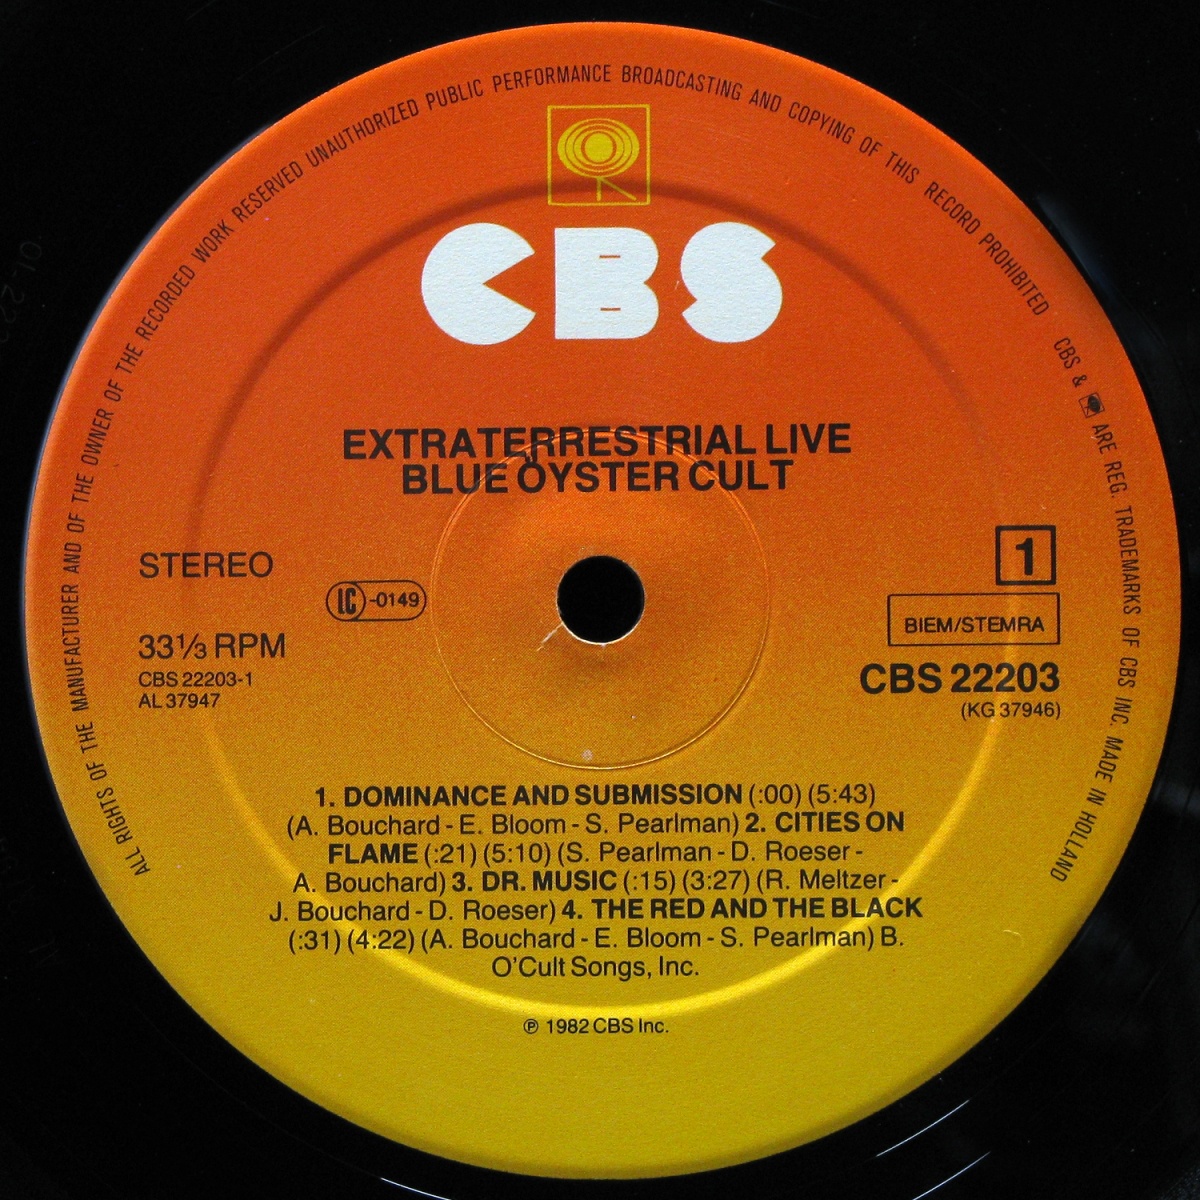 ALL RIGHTS OF THE MANUFACTURER AND OF THE OWNER OF THE RECORDED WORK RESERVED UNAUTHORIZED PUBLIC PERFORMANCE BROADCASTING AND COPYING OF THIS RECORD PROHIBITED CBS & ARE REG. TRADEMARKS OF CBS INC. MADE IN HOLLAND
CBS
EXTRATERRESTRIAL LIVE
BLUE ÖYSTER CULT
STEREO
1
LC -0149
BIEM/STEMRA
33⅓ RPM
CBS 22203
CBS 22203-1
AL 37947
(KG 37946)
1. DOMINANCE AND SUBMISSION (:00) (5:43)
(A. Bouchard - E. Bloom - S. Pearlman) 2. CITIES ON
FLAME (:21) (5:10) (S. Pearlman - D. Roeser -
A. Bouchard) 3. DR. MUSIC (:15) (3:27) (R. Meltzer -
J. Bouchard - D. Roeser) 4. THE RED AND THE BLACK
(:31) (4:22) (A. Bouchard - E. Bloom - S. Pearlman) B.
O'Cult Songs, Inc.
℗ 1982 CBS Inc.